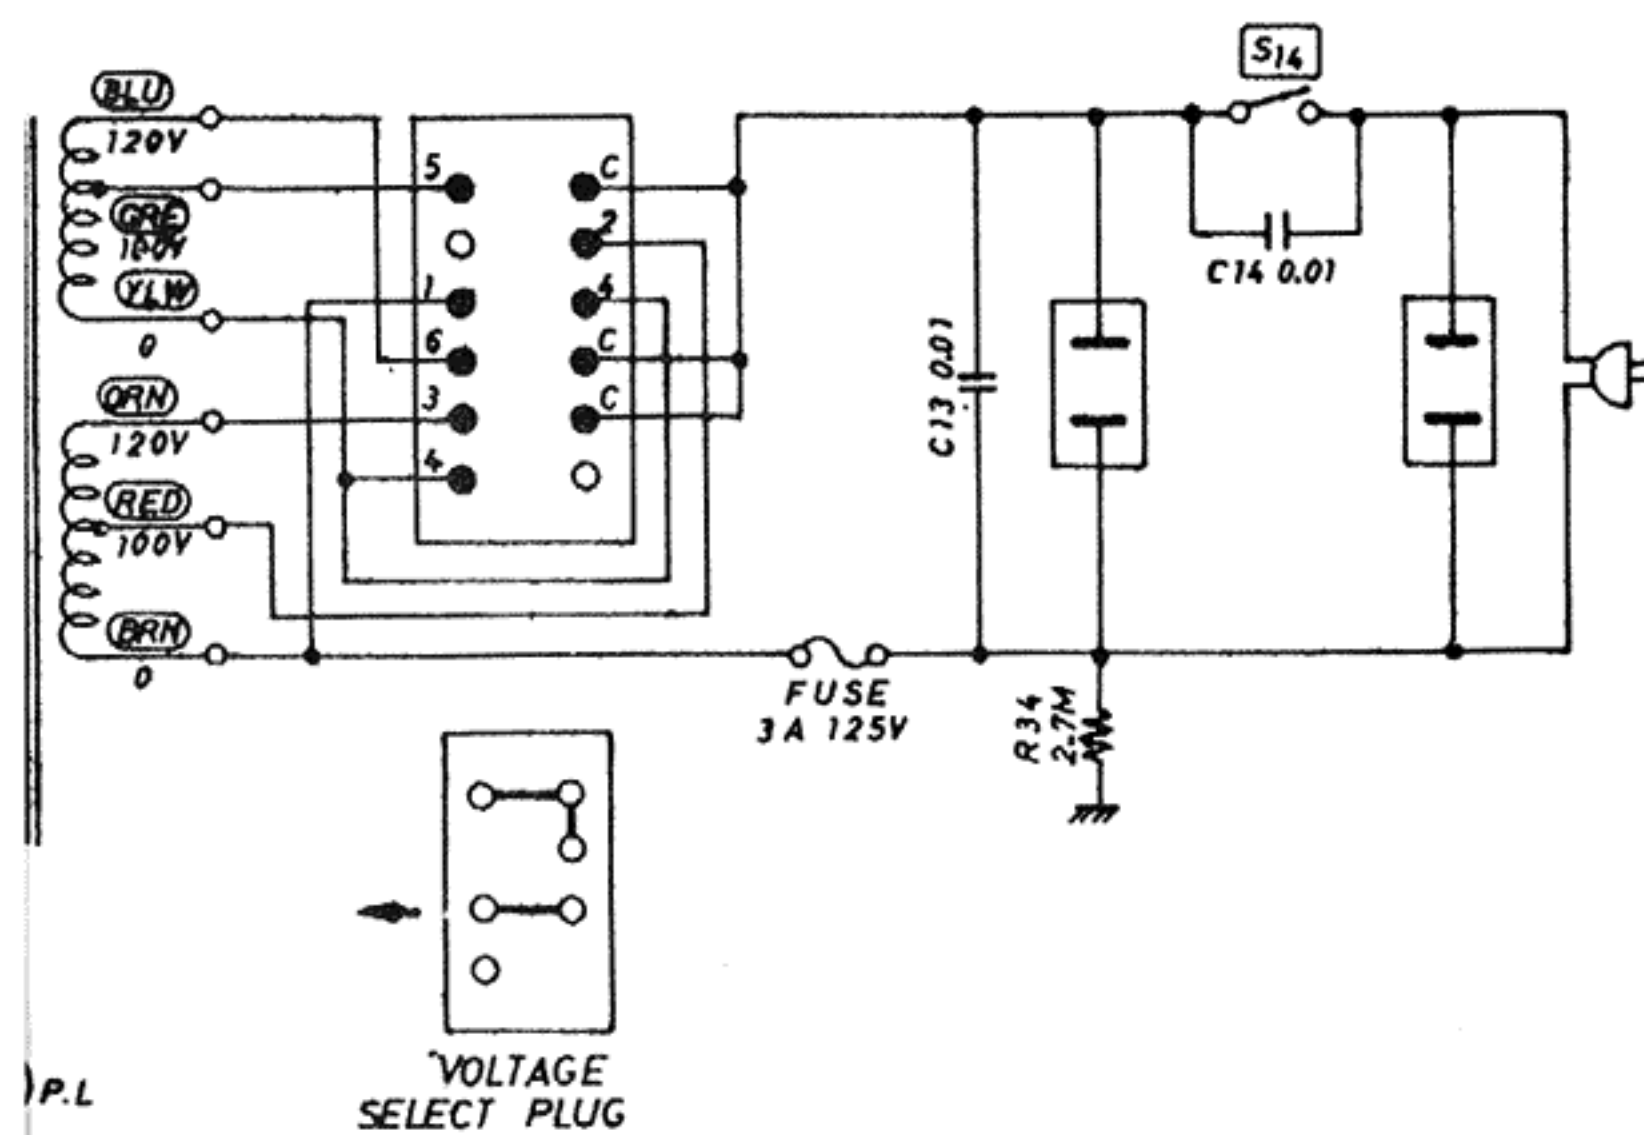 S14
BLU
120V
5
C
GRE
100V
2
C14 0.01
YLW
1
4
0
6
C
C13 0.01
ORN
120V
3
C
4
RED
100V
BRN
0
FUSE
3A 125V
R34
2.7M
P.L
VOLTAGE
SELECT PLUG